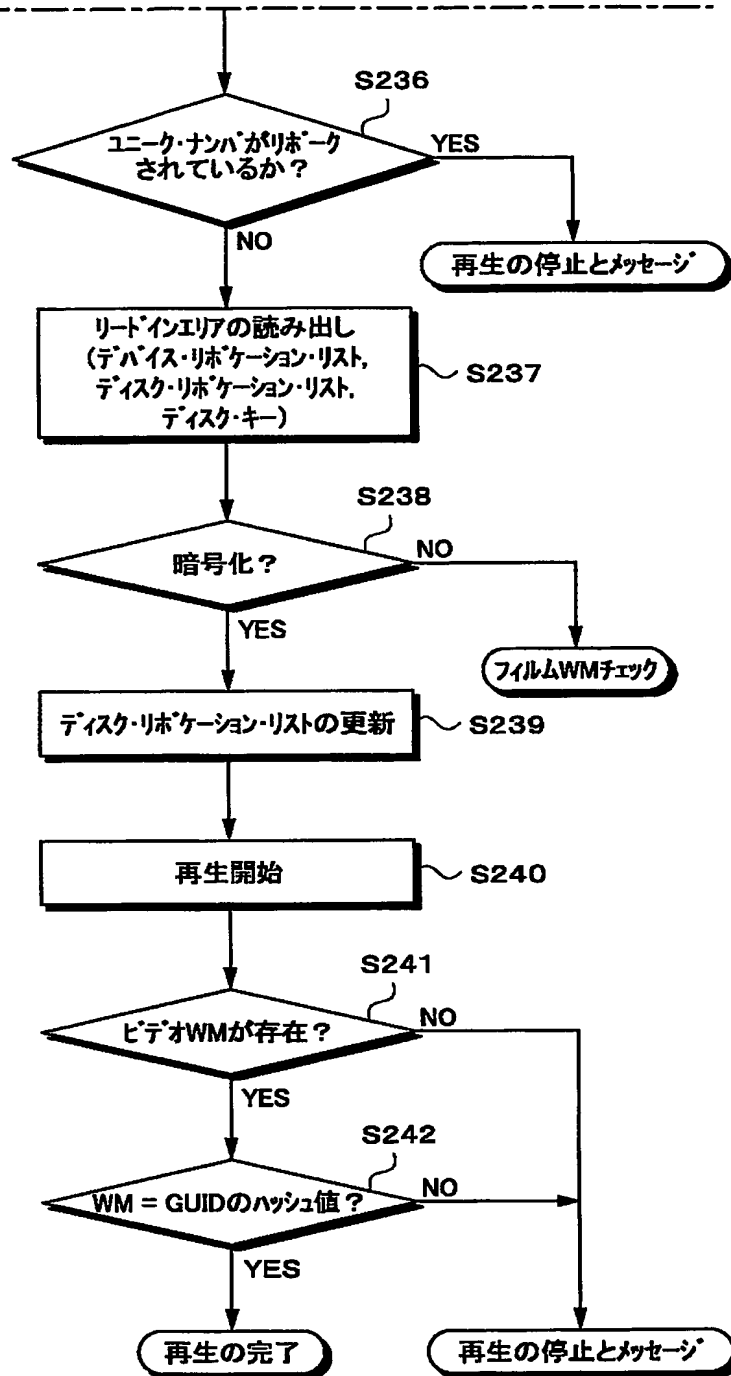 S236
ユニーク・ナンバがリボーク
されているか？
YES
NO
再生の停止とメッセージ
リードインエリアの読み出し
(デバイス・リボケーション・リスト,
ディスク・リボケーション・リスト,
ディスク・キー)
S237
S238
暗号化？
NO
YES
フィルムWMチェック
ディスク・リボケーション・リストの更新
S239
再生開始
S240
S241
ビデオWMが存在？
NO
YES
S242
WM = GUIDのハッシュ値？
NO
YES
再生の完了
再生の停止とメッセージ